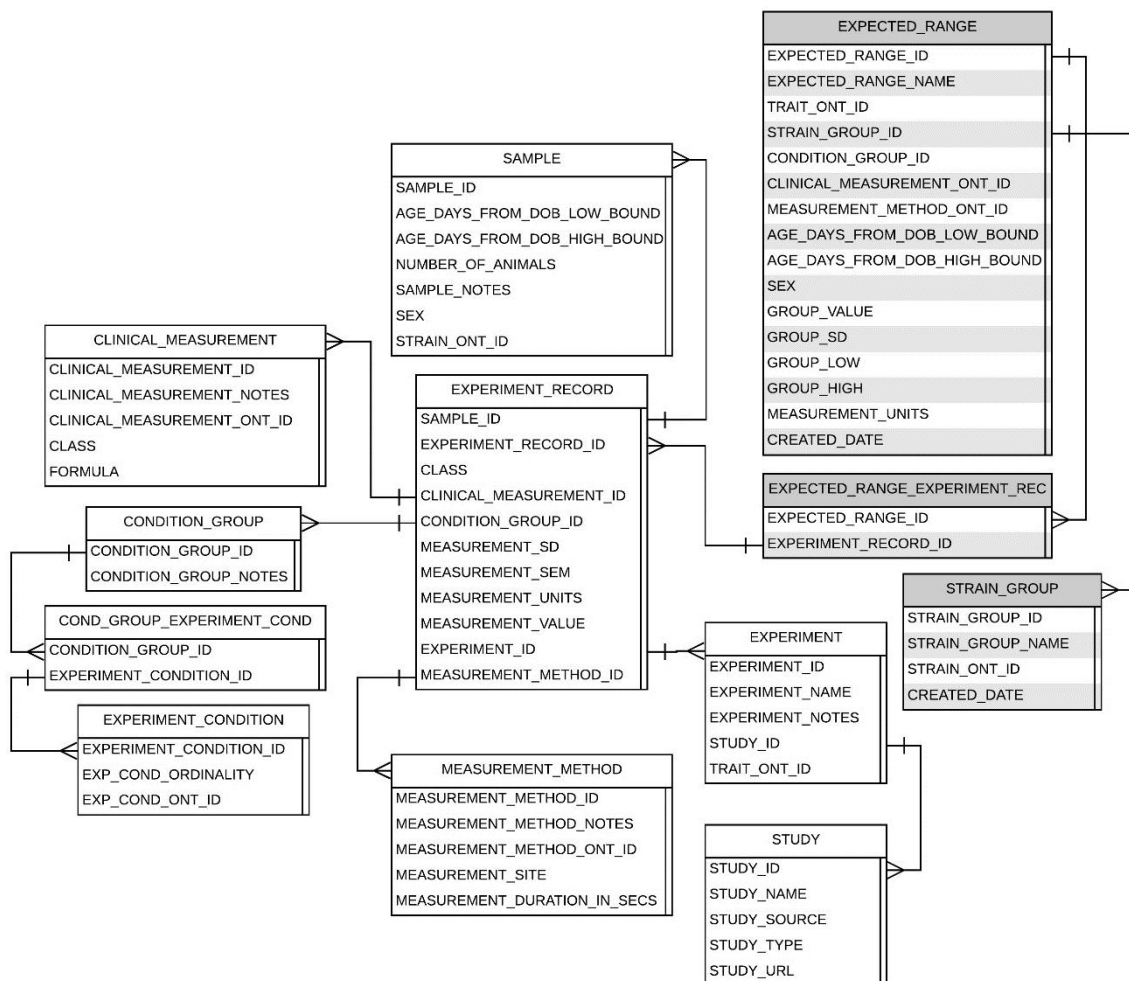 EXPECTED_RANGE
EXPECTED_RANGE_ID
EXPECTED_RANGE_NAME
TRAIT_ONT_ID
STRAIN_GROUP_ID
CONDITION_GROUP_ID
CLINICAL_MEASUREMENT_ONT_ID
MEASUREMENT_METHOD_ONT_ID
AGE_DAYS_FROM_DOB_LOW_BOUND
AGE_DAYS_FROM_DOB_HIGH_BOUND
SEX
GROUP_VALUE
GROUP_SD
GROUP_LOW
GROUP_HIGH
MEASUREMENT_UNITS
CREATED_DATE
SAMPLE
SAMPLE_ID
AGE_DAYS_FROM_DOB_LOW_BOUND
AGE_DAYS_FROM_DOB_HIGH_BOUND
NUMBER_OF_ANIMALS
SAMPLE_NOTES
SEX
STRAIN_ONT_ID
CLINICAL_MEASUREMENT
CLINICAL_MEASUREMENT_ID
CLINICAL_MEASUREMENT_NOTES
CLINICAL_MEASUREMENT_ONT_ID
CLASS
FORMULA
EXPERIMENT_RECORD
SAMPLE_ID
EXPERIMENT_RECORD_ID
CLASS
CLINICAL_MEASUREMENT_ID
CONDITION_GROUP_ID
MEASUREMENT_SD
MEASUREMENT_SEM
MEASUREMENT_UNITS
MEASUREMENT_VALUE
EXPERIMENT_ID
MEASUREMENT_METHOD_ID
EXPECTED_RANGE_EXPERIMENT_REC
EXPECTED_RANGE_ID
EXPERIMENT_RECORD_ID
CONDITION_GROUP
CONDITION_GROUP_ID
CONDITION_GROUP_NOTES
COND_GROUP_EXPERIMENT_COND
CONDITION_GROUP_ID
EXPERIMENT_CONDITION_ID
EXPERIMENT_CONDITION
EXPERIMENT_CONDITION_ID
EXP_COND_ORDINALITY
EXP_COND_ONT_ID
STRAIN_GROUP
STRAIN_GROUP_ID
STRAIN_GROUP_NAME
STRAIN_ONT_ID
CREATED_DATE
EXPERIMENT
EXPERIMENT_ID
EXPERIMENT_NAME
EXPERIMENT_NOTES
STUDY_ID
TRAIT_ONT_ID
MEASUREMENT_METHOD
MEASUREMENT_METHOD_ID
MEASUREMENT_METHOD_NOTES
MEASUREMENT_METHOD_ONT_ID
MEASUREMENT_SITE
MEASUREMENT_DURATION_IN_SECS
STUDY
STUDY_ID
STUDY_NAME
STUDY_SOURCE
STUDY_TYPE
STUDY_URL